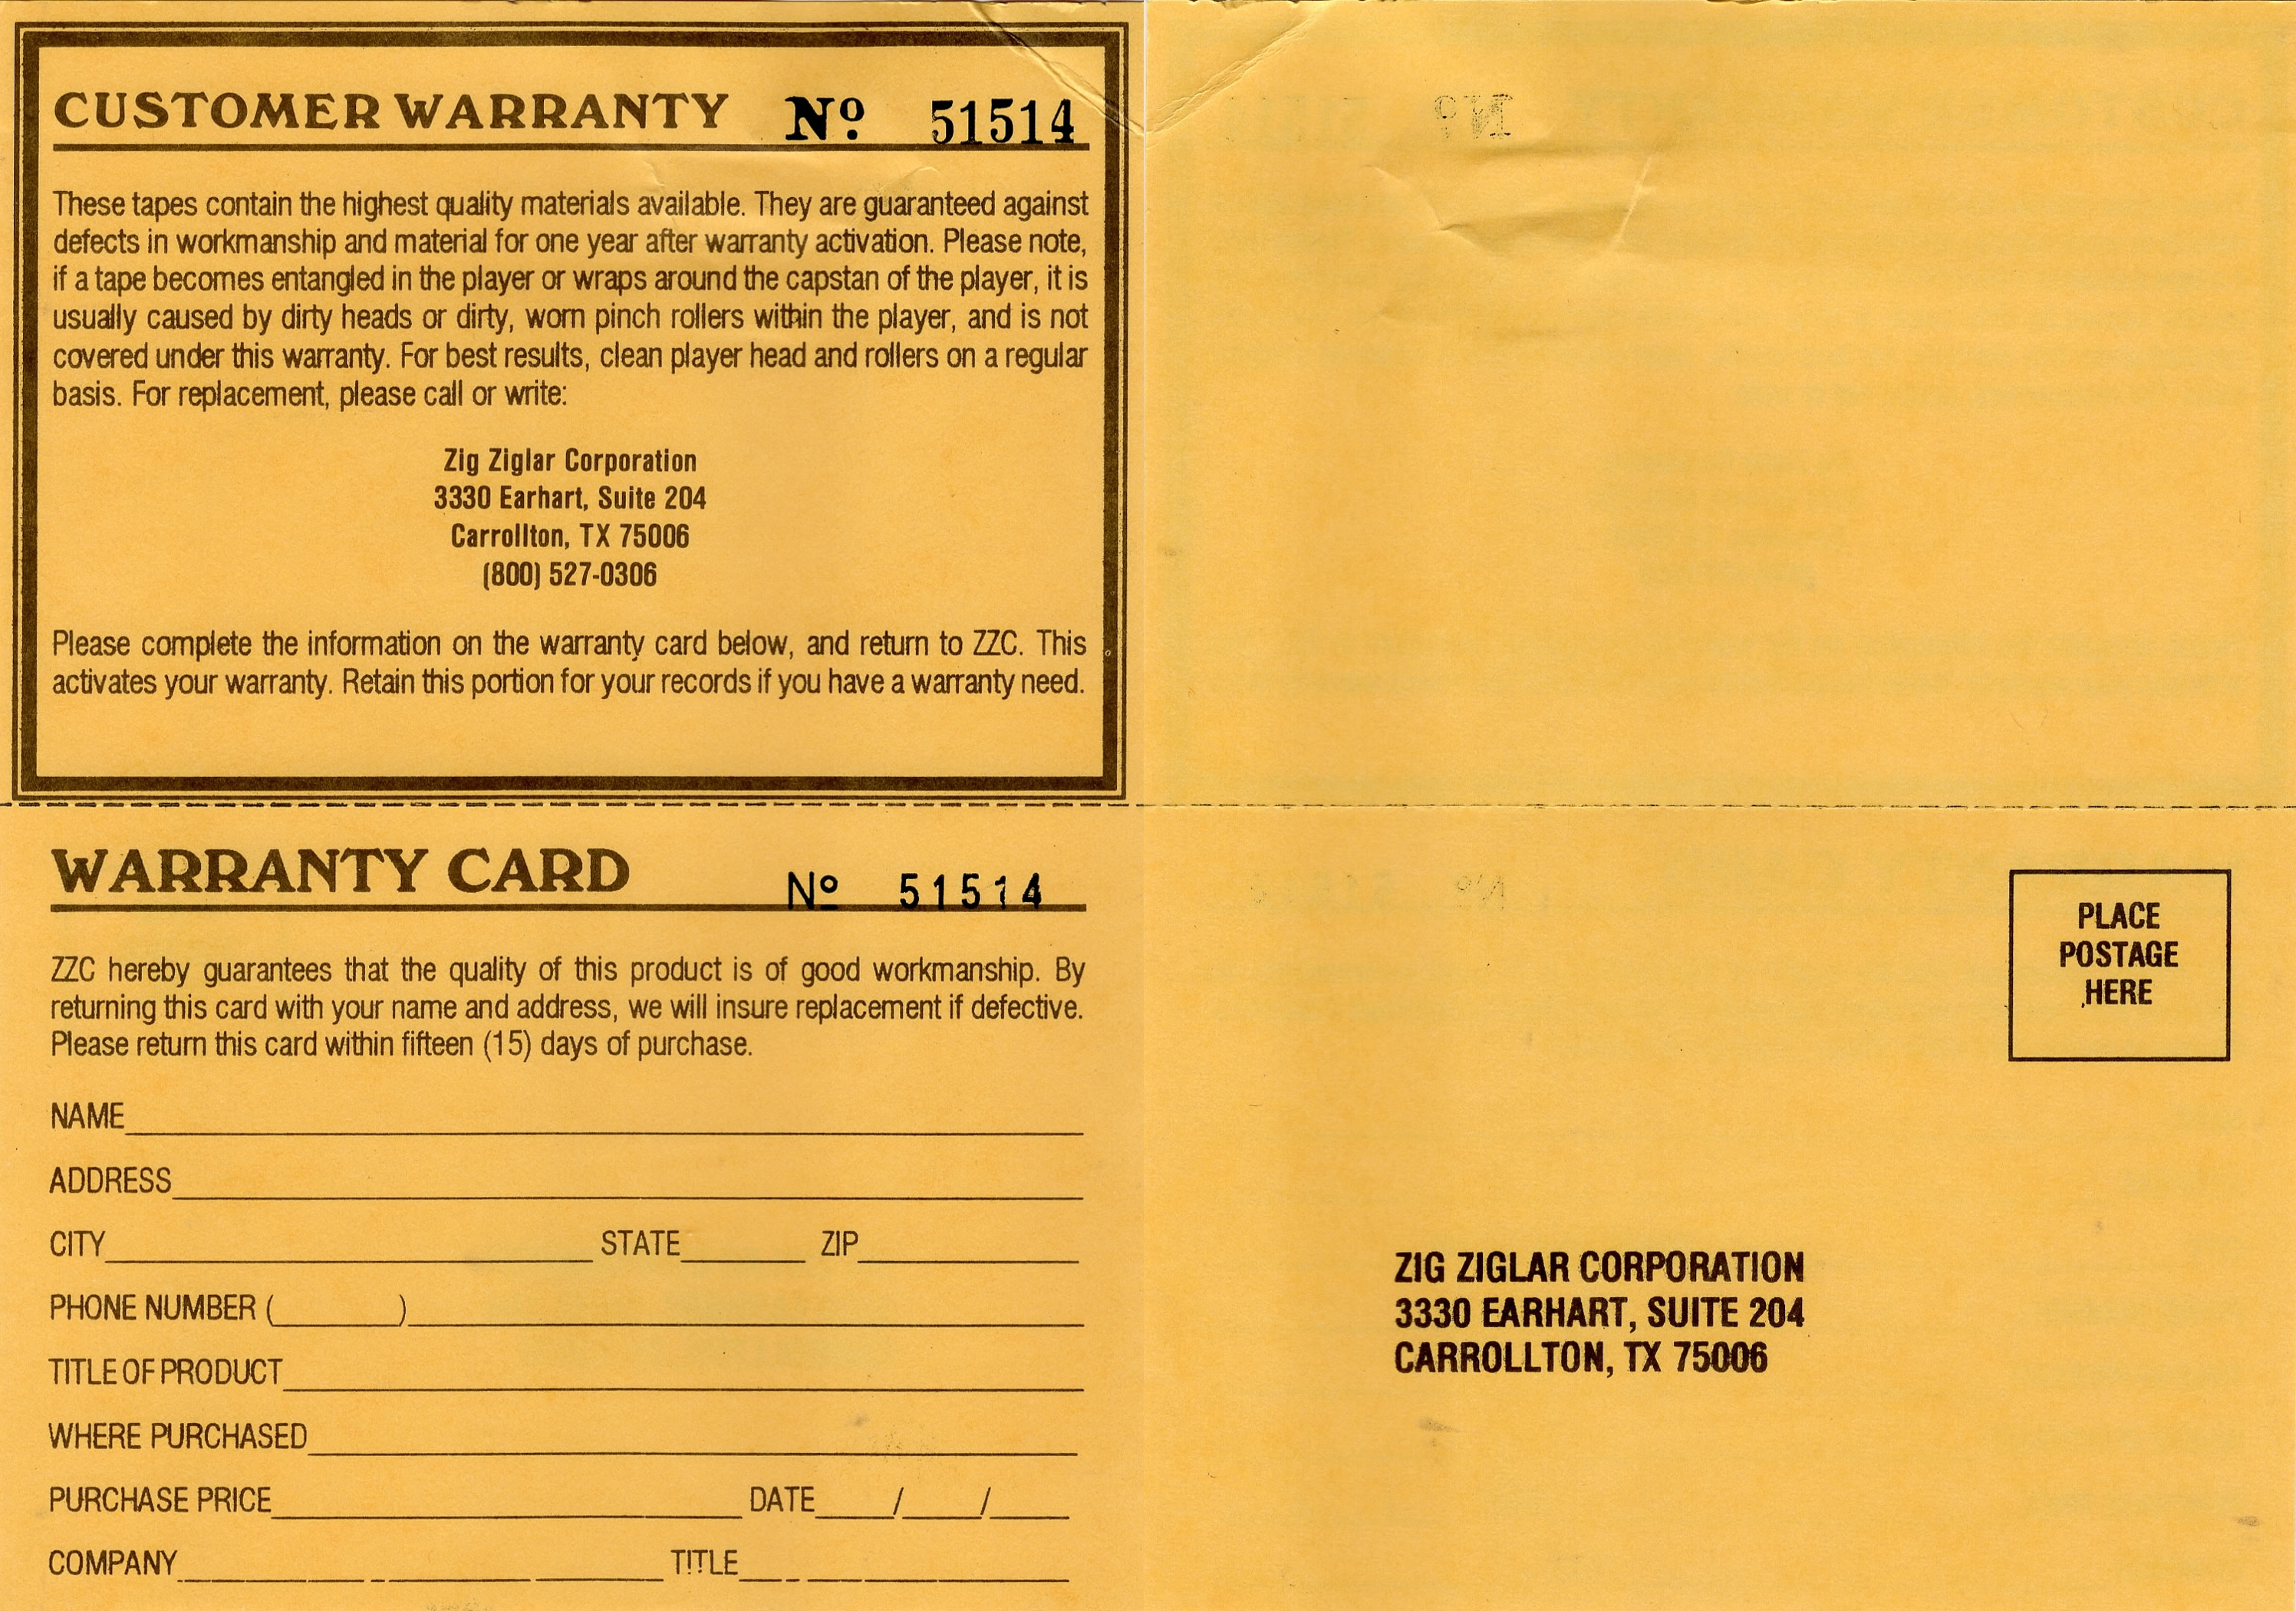 CUSTOMER WARRANTY Nº 51514
These tapes contain the highest quality materials available. They are guaranteed against
defects in workmanship and material for one year after warranty activation. Please note,
if a tape becomes entangled in the player or wraps around the capstan of the player, it is
usually caused by dirty heads or dirty, worn pinch rollers within the player, and is not
covered under this warranty. For best results, clean player head and rollers on a regular
basis. For replacement, please call or write:
Zig Ziglar Corporation
3330 Earhart, Suite 204
Carrollton, TX 75006
(800) 527-0306
Please complete the information on the warranty card below, and return to ZZC. This
activates your warranty. Retain this portion for your records if you have a warranty need.
WARRANTY CARD Nº 51514
ZZC hereby guarantees that the quality of this product is of good workmanship. By
returning this card with your name and address, we will insure replacement if defective.
Please return this card within fifteen (15) days of purchase.
NAME
ADDRESS
CITY STATE ZIP
PHONE NUMBER ( )
TITLE OF PRODUCT
WHERE PURCHASED
PURCHASE PRICE DATE / /
COMPANY TITLE
PLACE
POSTAGE
HERE
ZIG ZIGLAR CORPORATION
3330 EARHART, SUITE 204
CARROLLTON, TX 75006